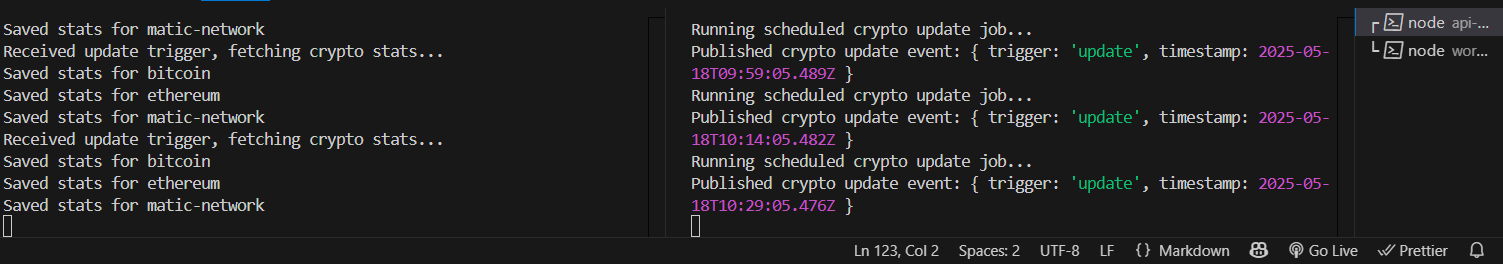 Saved stats for matic-network
Received update trigger, fetching crypto stats...
Saved stats for bitcoin
Saved stats for ethereum
Saved stats for matic-network
Received update trigger, fetching crypto stats...
Saved stats for bitcoin
Saved stats for ethereum
Saved stats for matic-network
Running scheduled crypto update job...
Published crypto update event: { trigger: 'update', timestamp: 2025-05-
18T09:59:05.489Z }
Running scheduled crypto update job...
Published crypto update event: { trigger: 'update', timestamp: 2025-05-
18T10:14:05.482Z }
Running scheduled crypto update job...
Published crypto update event: { trigger: 'update', timestamp: 2025-05-
18T10:29:05.476Z }
node api-...
node wor...
Ln 123, Col 2 Spaces: 2 UTF-8 LF {} Markdown Go Live Prettier